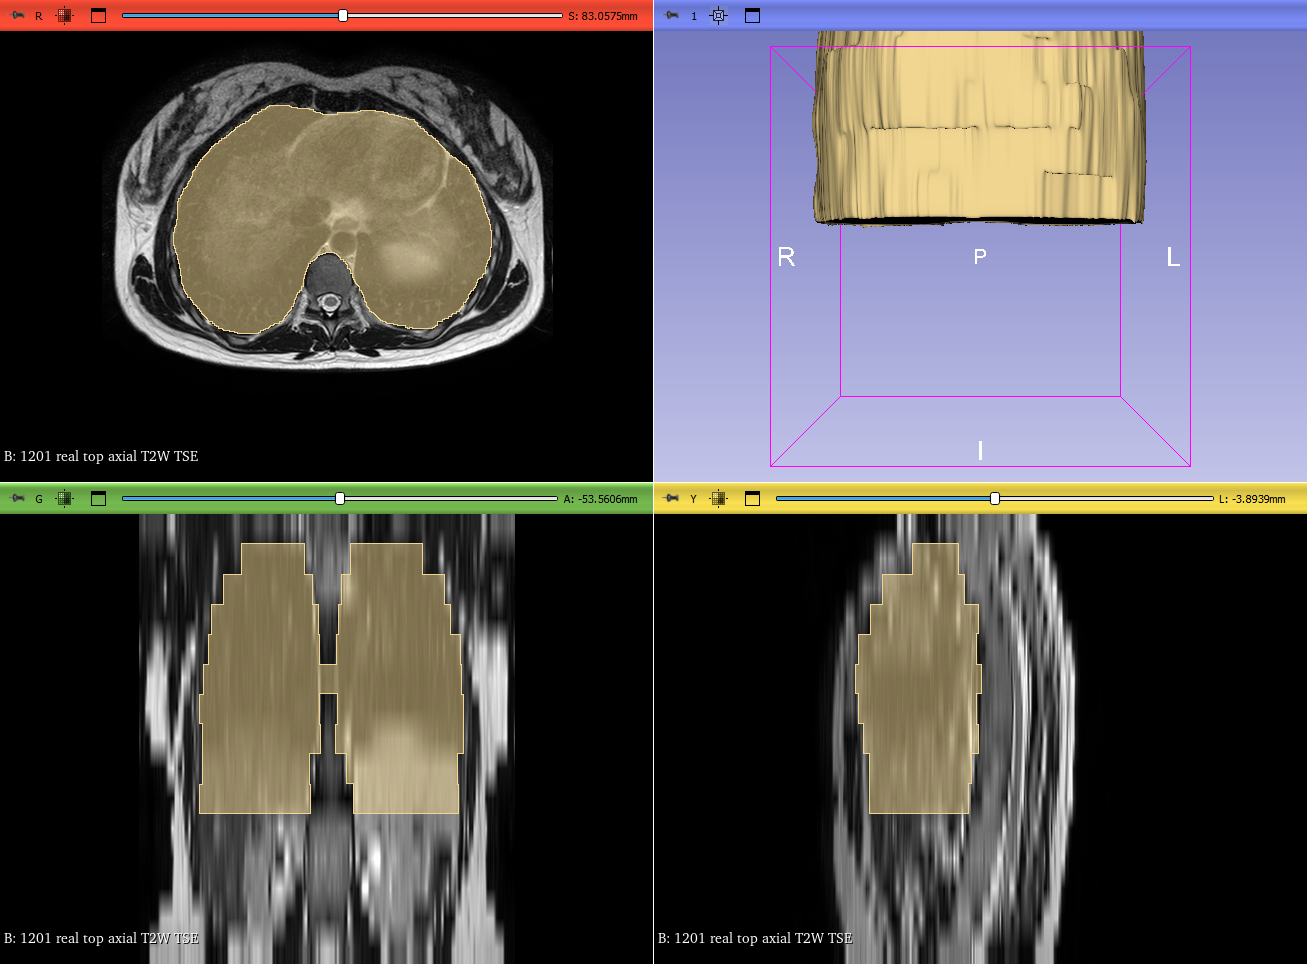 R S: 83.0575mm
1
R P L
I
B: 1201 real top axial T2W TSE
G A: -53.5606mm
Y L: -3.8939mm
B: 1201 real top axial T2W TSE
B: 1201 real top axial T2W TSE